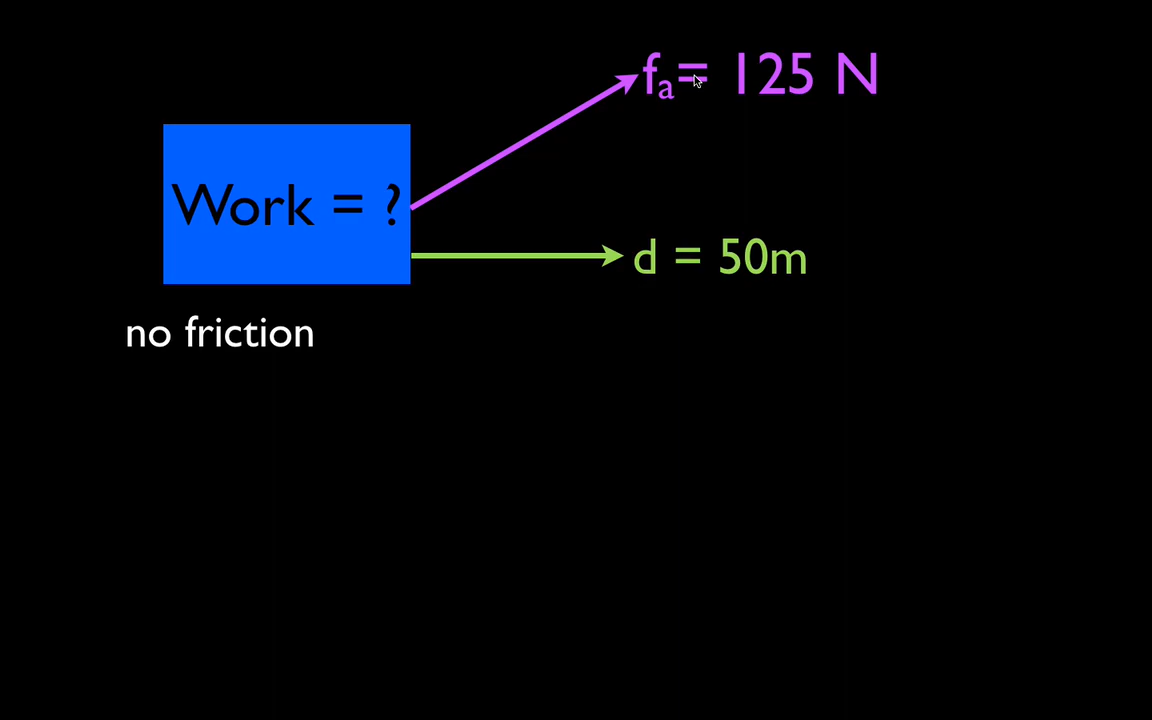 fₐ= 125 N
Work = ?
d = 50m
no friction